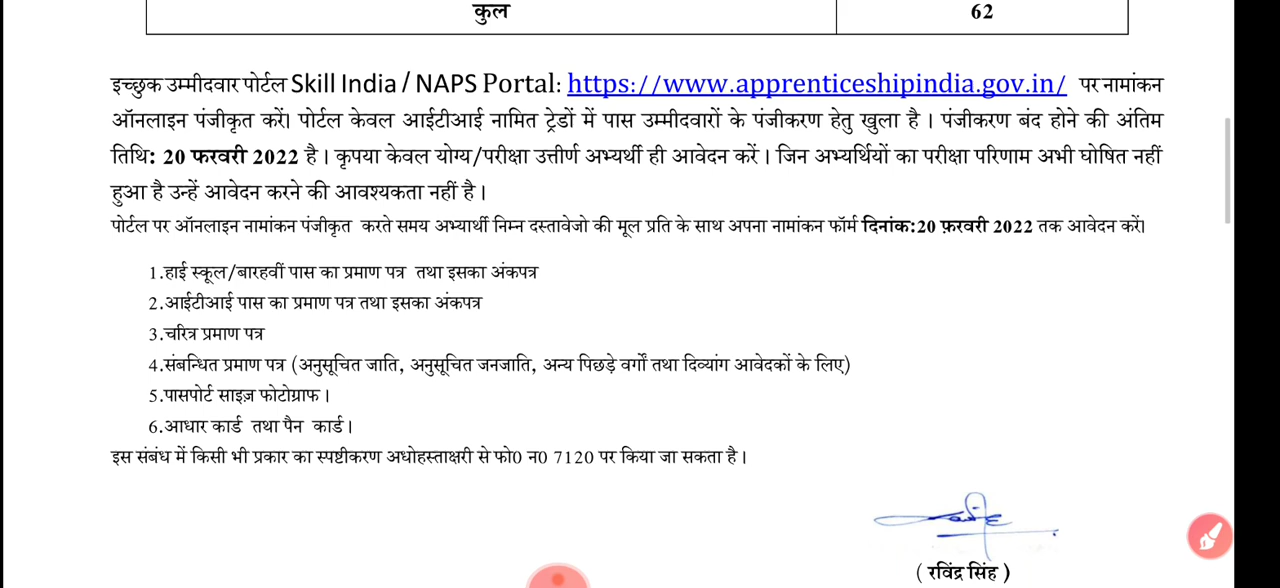 कुल 62
इच्छुक उम्मीदवार पोर्टल Skill India / NAPS Portal: https://www.apprenticeshipindia.gov.in/ पर नामांकन
ऑनलाइन पंजीकृत करें। पोर्टल केवल आईटीआई नामित ट्रेडों में पास उम्मीदवारों के पंजीकरण हेतु खुला है । पंजीकरण बंद होने की अंतिम
तिथि: 20 फरवरी 2022 है । कृपया केवल योग्य/परीक्षा उत्तीर्ण अभ्यर्थी ही आवेदन करें । जिन अभ्यर्थियों का परीक्षा परिणाम अभी घोषित नहीं
हुआ है उन्हें आवेदन करने की आवश्यकता नहीं है ।
पोर्टल पर ऑनलाइन नामांकन पंजीकृत करते समय अभ्यार्थी निम्न दस्तावेजो की मूल प्रति के साथ अपना नामांकन फॉर्म दिनांक:20 फ़रवरी 2022 तक आवेदन करें।
1.हाई स्कूल/बारहवीं पास का प्रमाण पत्र तथा इसका अंकपत्र
2.आईटीआई पास का प्रमाण पत्र तथा इसका अंकपत्र
3.चरित्र प्रमाण पत्र
4.संबन्धित प्रमाण पत्र (अनुसूचित जाति, अनुसूचित जनजाति, अन्य पिछड़े वर्गों तथा दिव्यांग आवेदकों के लिए)
5.पासपोर्ट साइज़ फोटोग्राफ ।
6.आधार कार्ड तथा पैन कार्ड ।
इस संबंध में किसी भी प्रकार का स्पष्टीकरण अधोहस्ताक्षरी से फो0 न0 7120 पर किया जा सकता है ।
( रविंद्र सिंह )